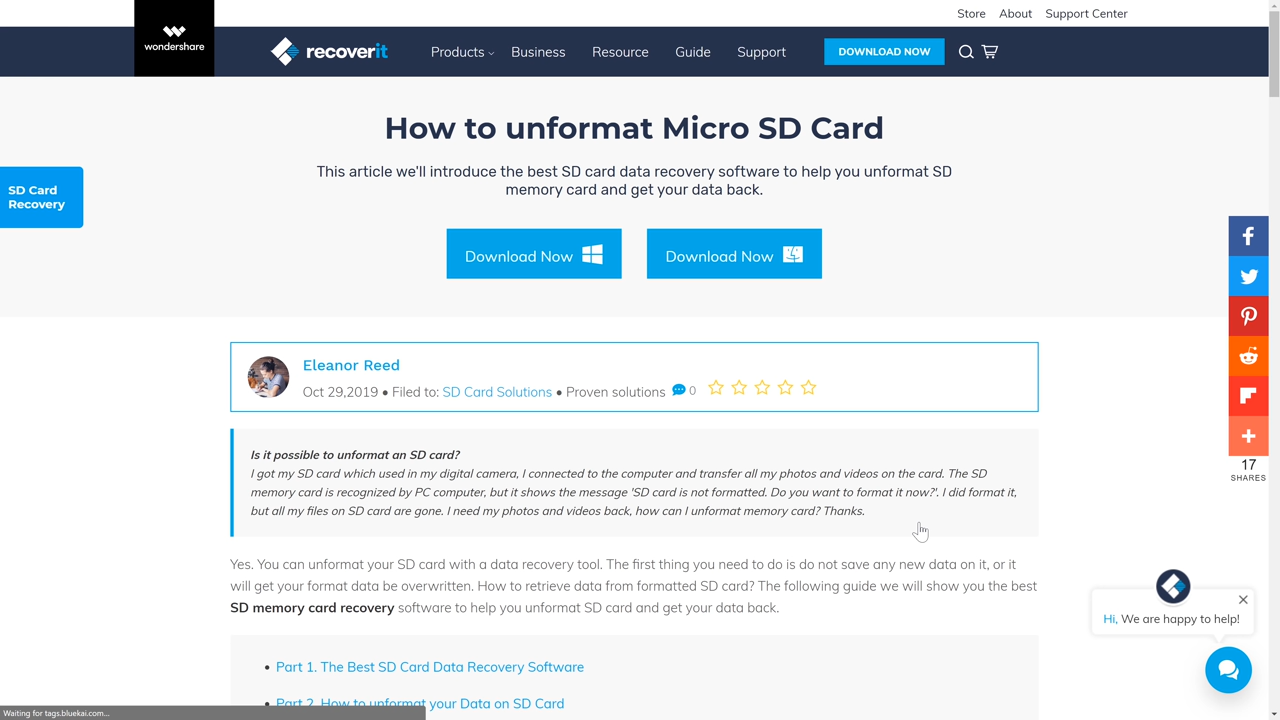 Store About Support Center
wondershare
recoverit Products Business Resource Guide Support DOWNLOAD NOW
How to unformat Micro SD Card
This article we'll introduce the best SD card data recovery software to help you unformat SD
memory card and get your data back.
SD Card
Recovery
Download Now Download Now
Eleanor Reed
Oct 29,2019 • Filed to: SD Card Solutions • Proven solutions 0
17
SHARES
Is it possible to unformat an SD card?
I got my SD card which used in my digital camera, I connected to the computer and transfer all my photos and videos on the card. The SD
memory card is recognized by PC computer, but it shows the message 'SD card is not formatted. Do you want to format it now?'. I did format it,
but all my files on SD card are gone. I need my photos and videos back, how can I unformat memory card? Thanks.
Yes. You can unformat your SD card with a data recovery tool. The first thing you need to do is do not save any new data on it, or it
will get your format data be overwritten. How to retrieve data from formatted SD card? The following guide we will show you the best
SD memory card recovery software to help you unformat SD card and get your data back.
Hi, We are happy to help!
• Part 1. The Best SD Card Data Recovery Software
• Part 2. How to unformat your Data on SD Card
Waiting for tags.bluekai.com...